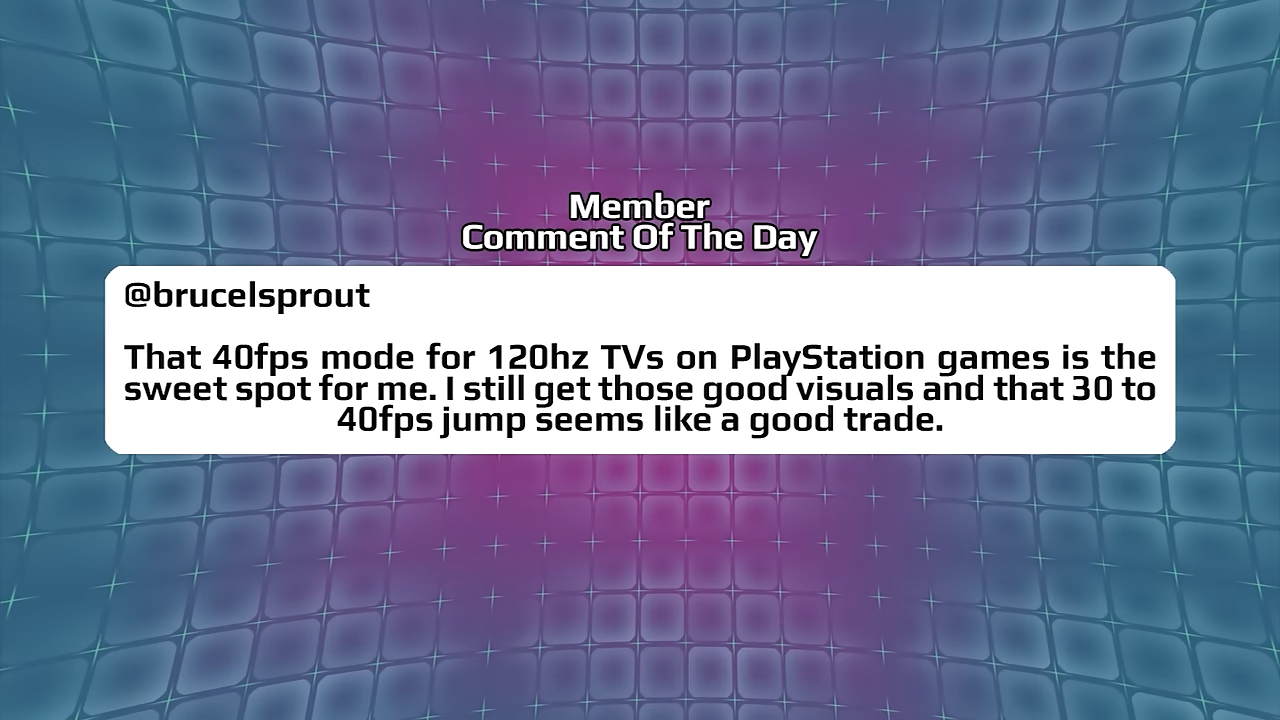 Member
Comment Of The Day
@brucelsprout
That 40fps mode for 120hz TVs on PlayStation games is the
sweet spot for me. I still get those good visuals and that 30 to
40fps jump seems like a good trade.